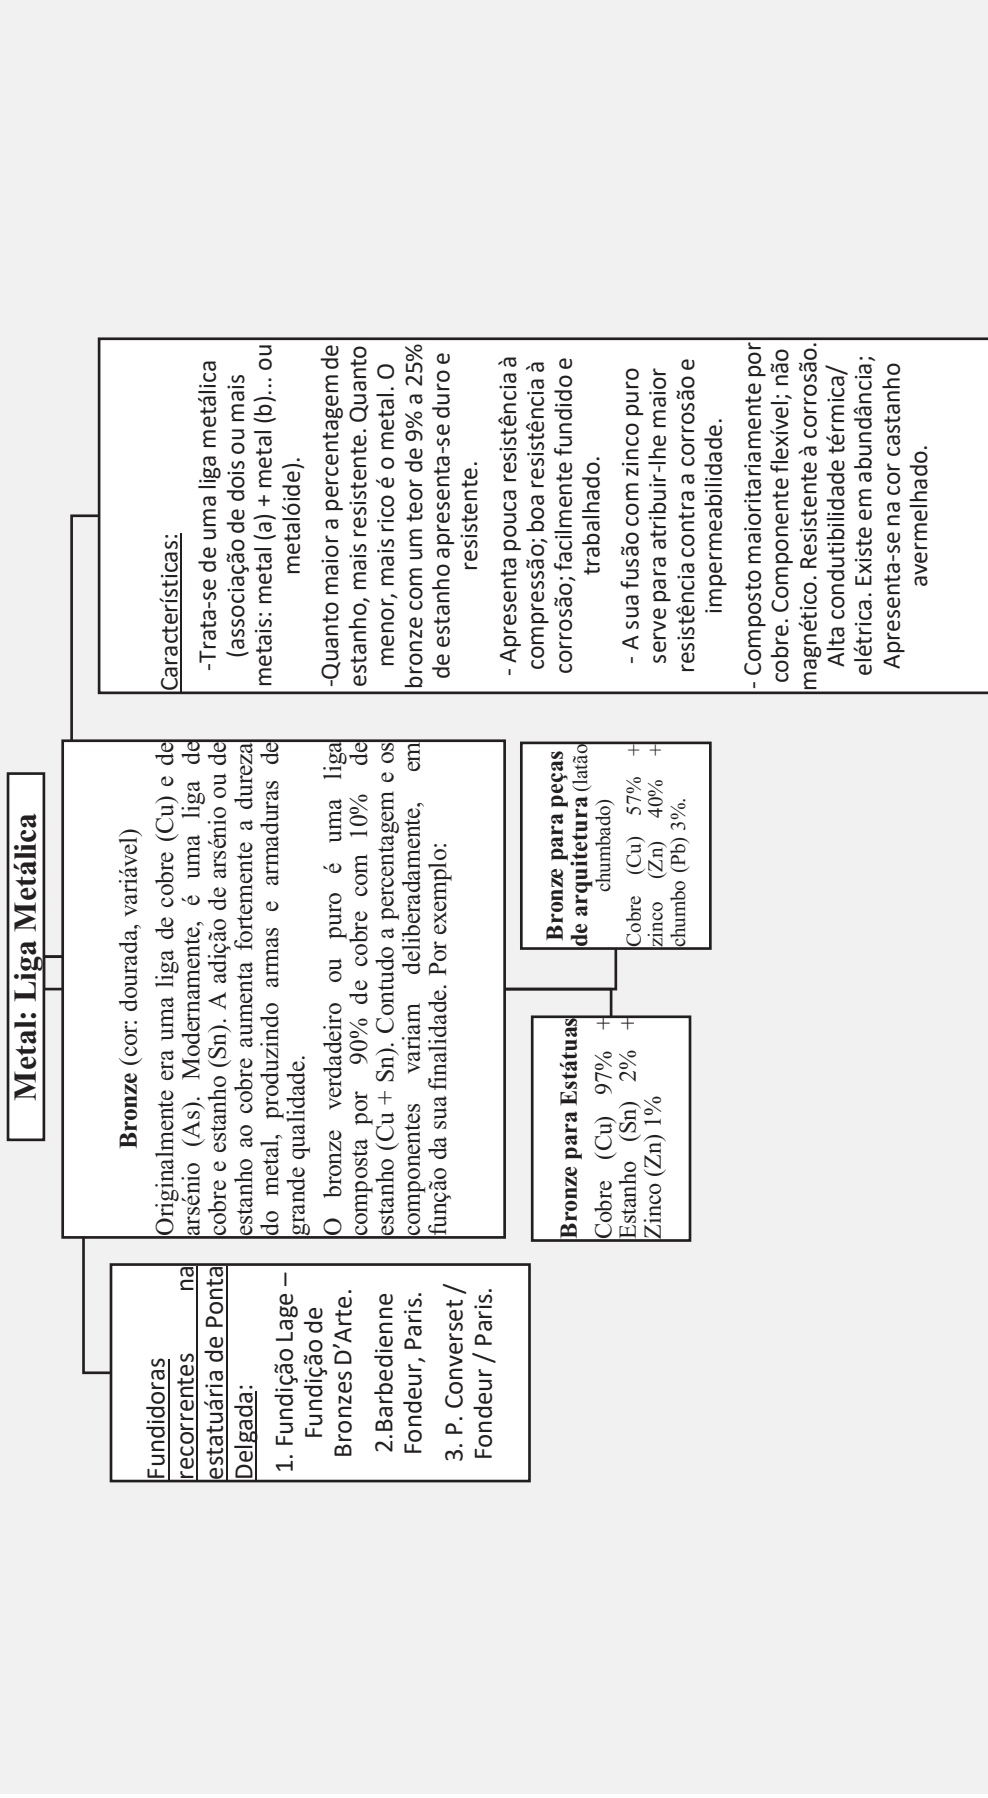 Metal: Liga Metálica
Fundidoras
recorrentes na
estatuária de Ponta
Delgada:
1. Fundição Lage –
Fundição de
Bronzes D’Arte.
2.Barbedienne
Fondeur, Paris.
3. P. Converset /
Fondeur / Paris.
Bronze (cor: dourada, variável)
Originalmente era uma liga de cobre (Cu) e de
arsénio (As). Modernamente, é uma liga de
cobre e estanho (Sn). A adição de arsénio ou de
estanho ao cobre aumenta fortemente a dureza
do metal, produzindo armas e armaduras de
grande qualidade.
O bronze verdadeiro ou puro é uma liga
composta por 90% de cobre com 10% de
estanho (Cu + Sn). Contudo a percentagem e os
componentes variam deliberadamente, em
função da sua finalidade. Por exemplo:
Bronze para Estátuas
Cobre (Cu) 97% +
Estanho (Sn) 2% +
Zinco (Zn) 1%
Bronze para peças
de arquitetura (latão
chumbado)
Cobre (Cu) 57% +
zinco (Zn) 40% +
chumbo (Pb) 3%.
Características:
-Trata-se de uma liga metálica
(associação de dois ou mais
metais: metal (a) + metal (b)... ou
metalóide).
-Quanto maior a percentagem de
estanho, mais resistente. Quanto
menor, mais rico é o metal. O
bronze com um teor de 9% a 25%
de estanho apresenta-se duro e
resistente.
- Apresenta pouca resistência à
compressão; boa resistência à
corrosão; facilmente fundido e
trabalhado.
- A sua fusão com zinco puro
serve para atribuir-lhe maior
resistência contra a corrosão e
impermeabilidade.
- Composto maioritariamente por
cobre. Componente flexível; não
magnético. Resistente à corrosão.
Alta condutibilidade térmica/
elétrica. Existe em abundância;
Apresenta-se na cor castanho
avermelhado.